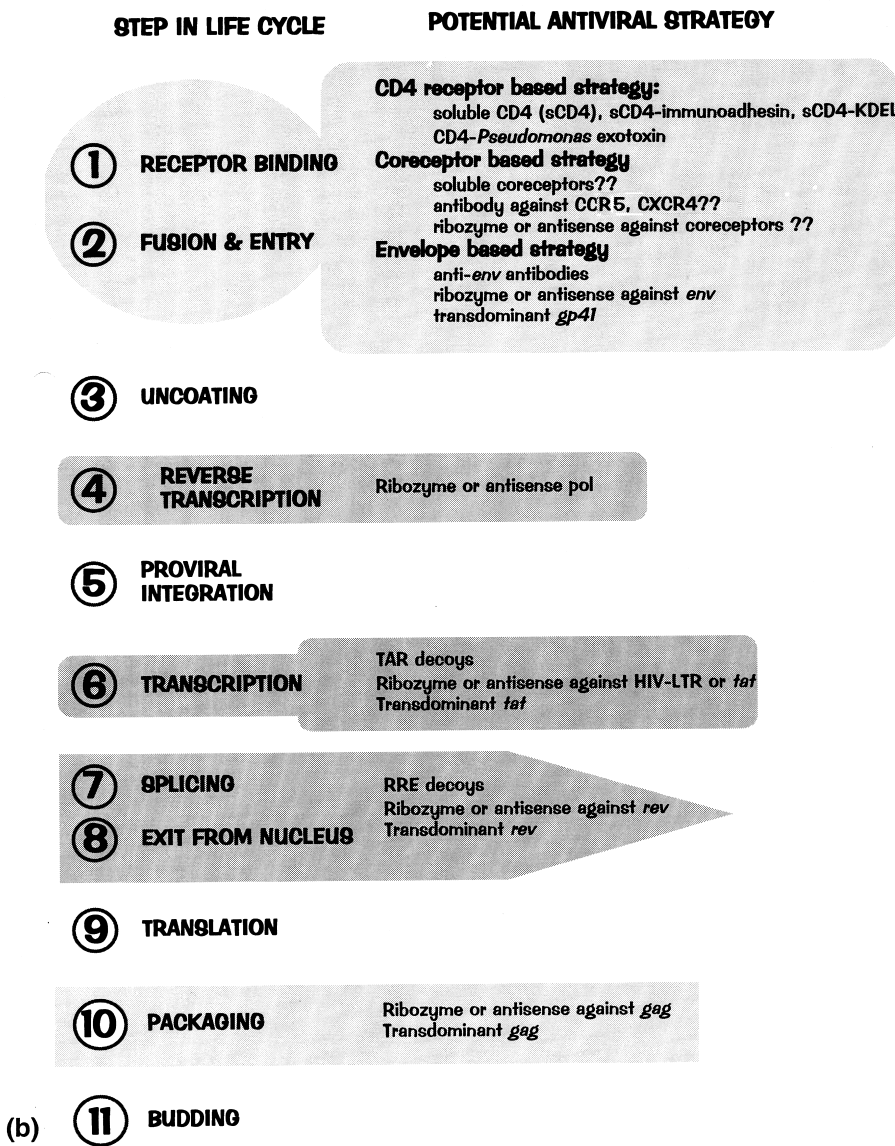 STEP IN LIFE CYCLE
POTENTIAL ANTIVIRAL STRATEGY
CD4 receptor based strategy:
soluble CD4 (sCD4), sCD4-immunoadhesin, sCD4-KDEL
CD4-Pseudomonas exotoxin
1 RECEPTOR BINDING
Coreceptor based strategy
soluble coreceptors??
antibody against CCR5, CXCR4??
ribozyme or antisense against coreceptors ??
2 FUSION & ENTRY
Envelope based strategy
anti-env antibodies
ribozyme or antisense against env
transdominant gp41
3 UNCOATING
4 REVERSE
TRANSCRIPTION
Ribozyme or antisense pol
5 PROVIRAL
INTEGRATION
6 TRANSCRIPTION
TAR decoys
Ribozyme or antisense against HIV-LTR or tat
Transdominant tat
7 SPLICING
8 EXIT FROM NUCLEUS
RRE decoys
Ribozyme or antisense against rev
Transdominant rev
9 TRANSLATION
10 PACKAGING
Ribozyme or antisense against gag
Transdominant gag
(b)
11 BUDDING